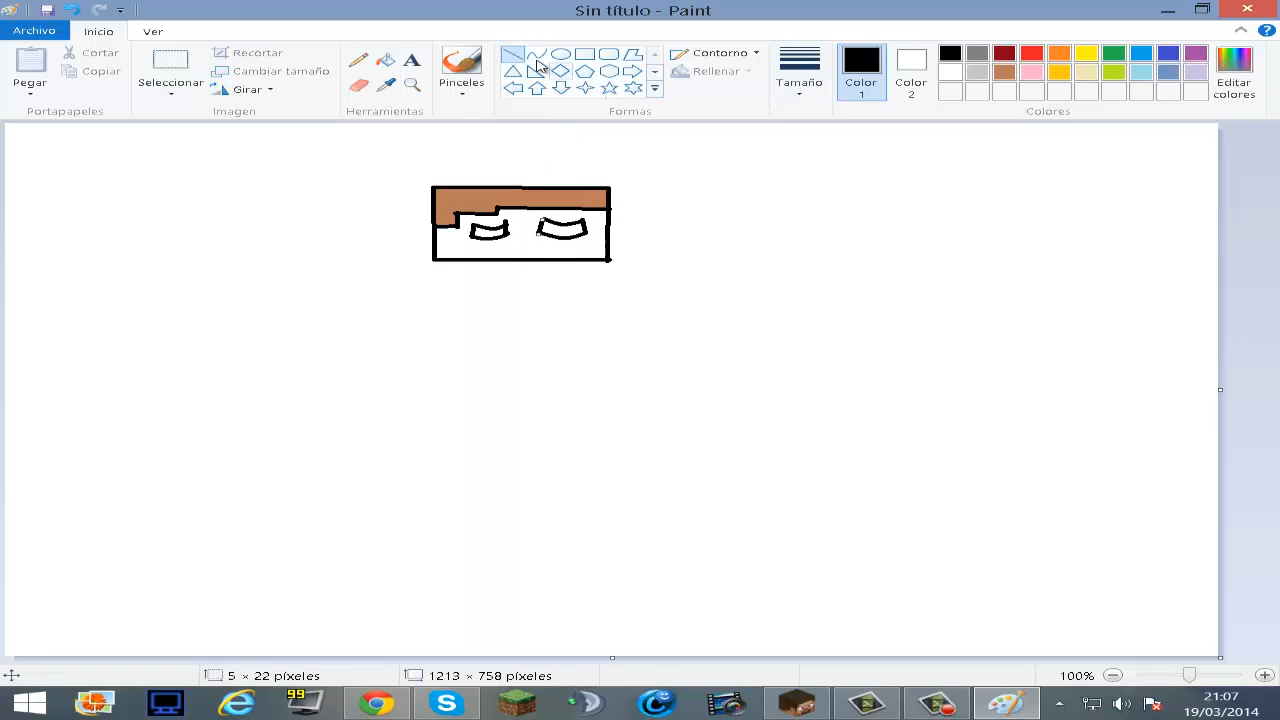 Sin título - Paint
Archivo
Inicio
Ver
Pegar
Cortar
Copiar
Portapapeles
Seleccionar
Recortar
Cambiar tamaño
Girar
Imagen
Herramientas
Pinceles
Formas
Contorno
Rellenar
Tamaño
Color
1
Color
2
Editar
colores
Colores
5 × 22 píxeles
1213 × 758 píxeles
100%
99
21:07
19/03/2014